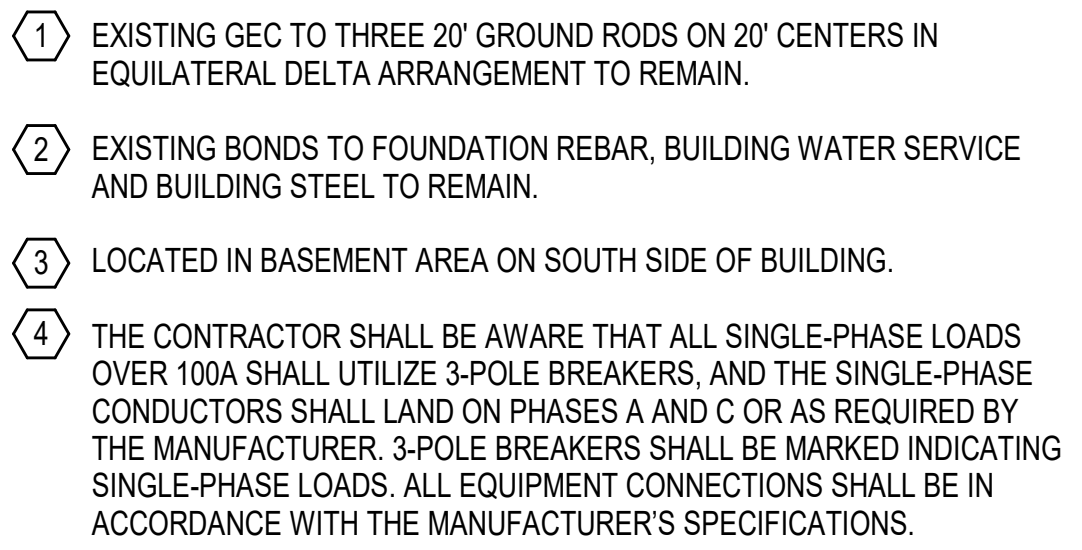 1 EXISTING GEC TO THREE 20' GROUND RODS ON 20' CENTERS IN
EQUILATERAL DELTA ARRANGEMENT TO REMAIN.
2 EXISTING BONDS TO FOUNDATION REBAR, BUILDING WATER SERVICE
AND BUILDING STEEL TO REMAIN.
3 LOCATED IN BASEMENT AREA ON SOUTH SIDE OF BUILDING.
4 THE CONTRACTOR SHALL BE AWARE THAT ALL SINGLE-PHASE LOADS
OVER 100A SHALL UTILIZE 3-POLE BREAKERS, AND THE SINGLE-PHASE
CONDUCTORS SHALL LAND ON PHASES A AND C OR AS REQUIRED BY
THE MANUFACTURER. 3-POLE BREAKERS SHALL BE MARKED INDICATING
SINGLE-PHASE LOADS. ALL EQUIPMENT CONNECTIONS SHALL BE IN
ACCORDANCE WITH THE MANUFACTURER’S SPECIFICATIONS.